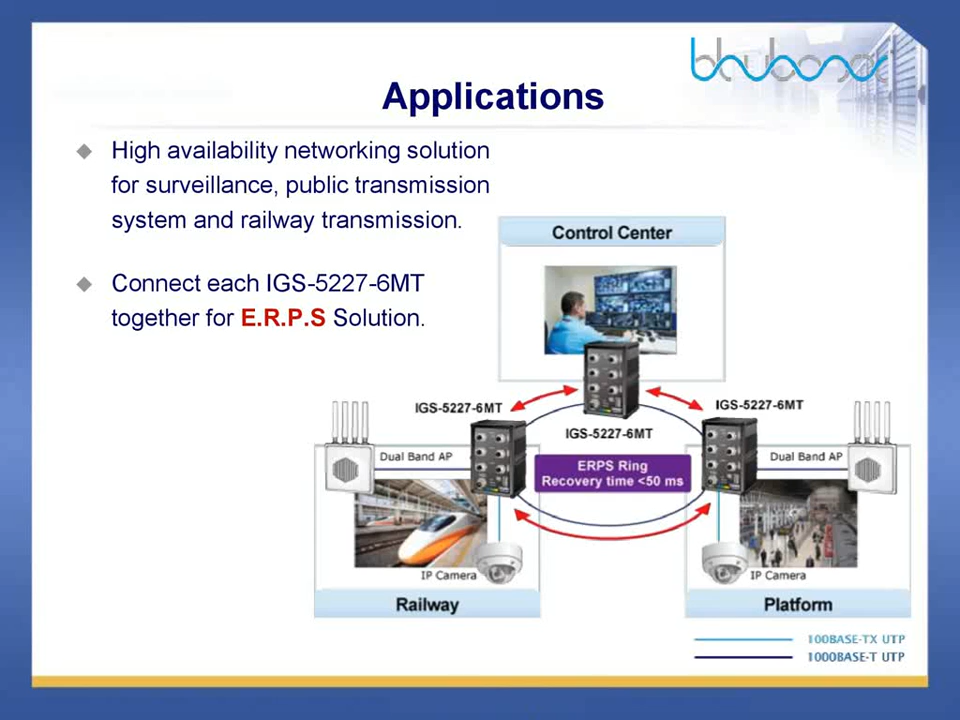 Applications
High availability networking solution
for surveillance, public transmission
system and railway transmission.
Connect each IGS-5227-6MT
together for E.R.P.S Solution.
Control Center
IGS-5227-6MT
IGS-5227-6MT
IGS-5227-6MT
Dual Band AP
ERPS Ring
Recovery time <50 ms
Dual Band AP
IP Camera
IP Camera
Railway
Platform
100BASE-TX UTP
1000BASE-T UTP